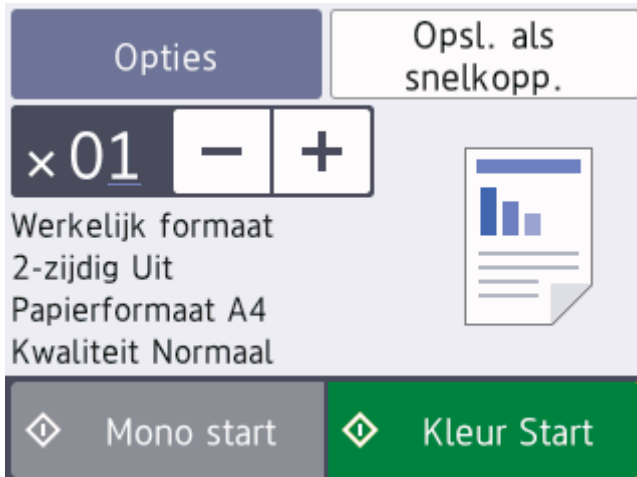 Opties
Opsl. als
snelkopp.
×01
Werkelijk formaat
2-zijdig Uit
Papierformaat A4
Kwaliteit Normaal
Mono start
Kleur Start